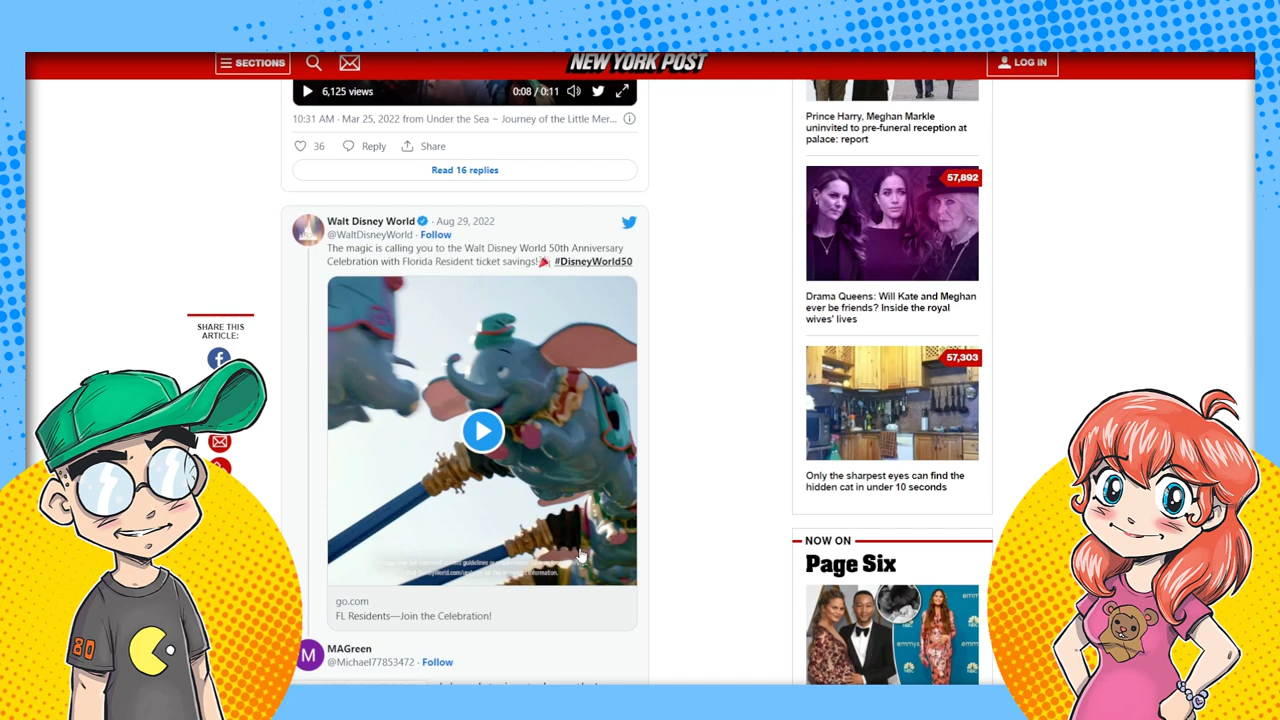 SECTIONS
NEW YORK POST
LOG IN
6,125 views
0:08 / 0:11
10:31 AM · Mar 25, 2022 from Under the Sea ~ Journey of the Little Mer...
36 Reply Share
Read 16 replies
Walt Disney World · Aug 29, 2022
@WaltDisneyWorld · Follow
The magic is calling you to the Walt Disney World 50th Anniversary
Celebration with Florida Resident ticket savings! #DisneyWorld50
go.com
FL Residents—Join the Celebration!
M
MAGreen
@Michael77853472 · Follow
SHARE THIS
ARTICLE:
Prince Harry, Meghan Markle
uninvited to pre-funeral reception at
palace: report
57,892
Drama Queens: Will Kate and Meghan
ever be friends? Inside the royal
wives' lives
57,303
Only the sharpest eyes can find the
hidden cat in under 10 seconds
NOW ON
Page Six
emmys
80